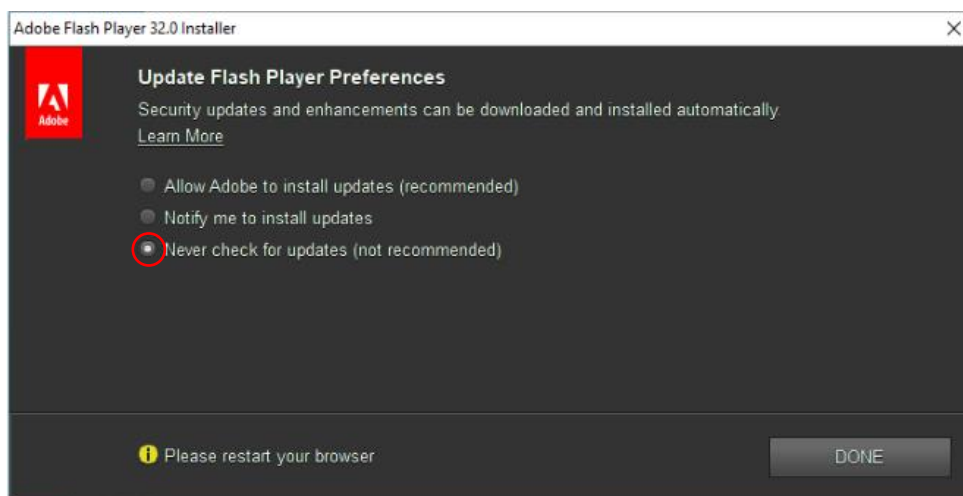 Adobe Flash Player 32.0 Installer
Adobe
Update Flash Player Preferences
Security updates and enhancements can be downloaded and installed automatically.
Learn More
Allow Adobe to install updates (recommended)
Notify me to install updates
Never check for updates (not recommended)
Please restart your browser
DONE